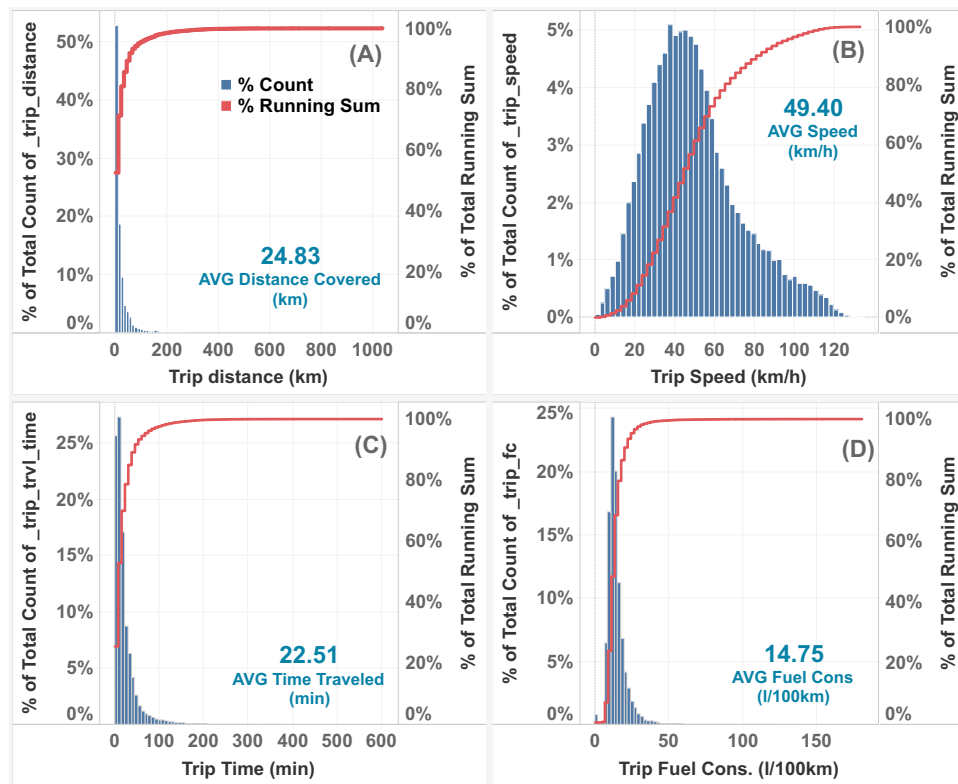 % of Total Count of _trip_distance
50%
40%
30%
20%
10%
0%
(A)
% Count
% Running Sum
24.83
AVG Distance Covered
(km)
100%
80%
60%
40%
20%
0%
% of Total Running Sum
0 200 400 600 800 1000
Trip distance (km)
% of Total Count of _trip_speed
5%
4%
3%
2%
1%
0%
(B)
49.40
AVG Speed
(km/h)
100%
80%
60%
40%
20%
0%
% of Total Running Sum
0 20 40 60 80 100 120
Trip Speed (km/h)
% of Total Count of _trip_trvl_time
25%
20%
15%
10%
5%
0%
(C)
22.51
AVG Time Traveled
(min)
100%
80%
60%
40%
20%
0%
% of Total Running Sum
0 100 200 300 400 500 600
Trip Time (min)
% of Total Count of _trip_fc
25%
20%
15%
10%
5%
0%
(D)
14.75
AVG Fuel Cons
(l/100km)
100%
80%
60%
40%
20%
0%
% of Total Running Sum
0 50 100 150
Trip Fuel Cons. (l/100km)